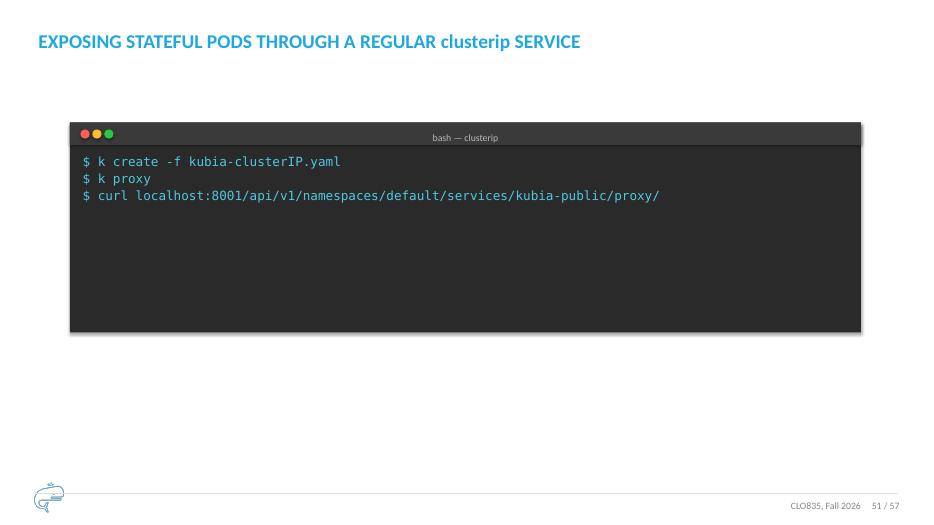 EXPOSING STATEFUL PODS THROUGH A REGULAR clusterip SERVICE
bash — clusterip
$ k create -f kubia-clusterIP.yaml
$ k proxy
$ curl localhost:8001/api/v1/namespaces/default/services/kubia-public/proxy/
CLO835, Fall 2026 51 / 57